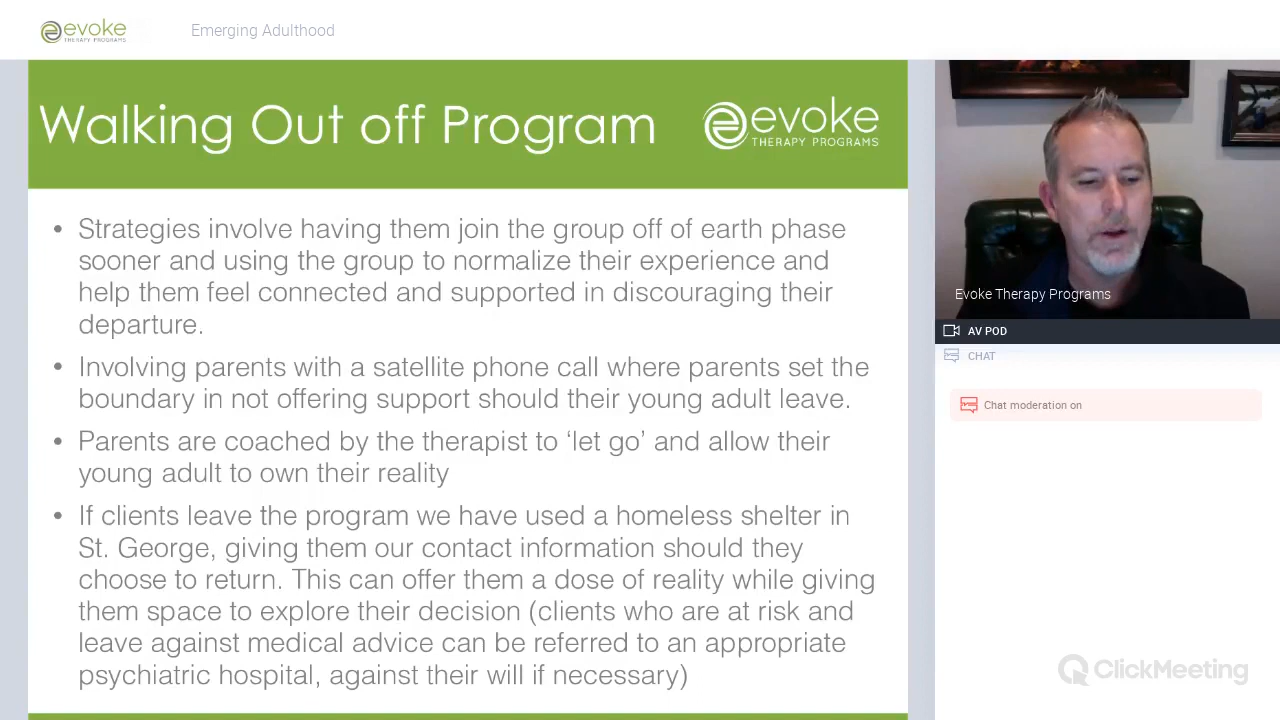 evoke
THERAPY PROGRAMS
Emerging Adulthood
Walking Out off Program
evoke
THERAPY PROGRAMS
• Strategies involve having them join the group off of earth phase
sooner and using the group to normalize their experience and
help them feel connected and supported in discouraging their
departure.
• Involving parents with a satellite phone call where parents set the
boundary in not offering support should their young adult leave.
• Parents are coached by the therapist to ‘let go’ and allow their
young adult to own their reality
• If clients leave the program we have used a homeless shelter in
St. George, giving them our contact information should they
choose to return. This can offer them a dose of reality while giving
them space to explore their decision (clients who are at risk and
leave against medical advice can be referred to an appropriate
psychiatric hospital, against their will if necessary)
Evoke Therapy Programs
AV POD
CHAT
Chat moderation on
ClickMeeting